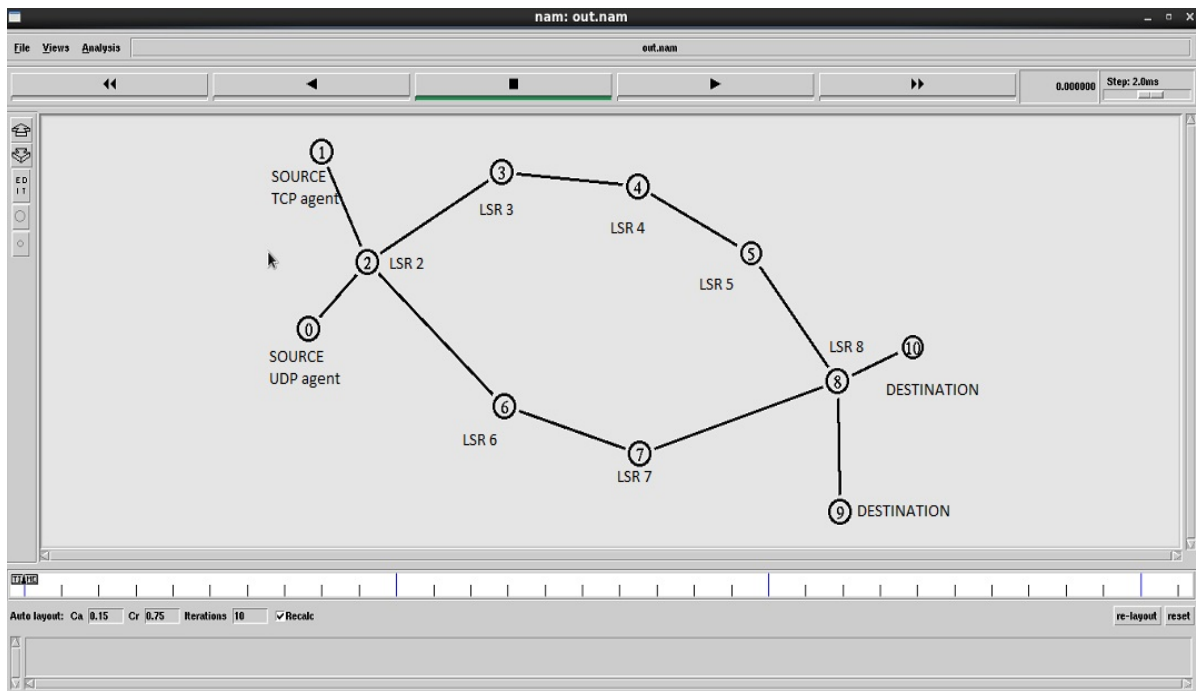 nam: out.nam
File Views Analysis
out.nam
0.000000
Step: 2.0ms
ED
IT
1
SOURCE
TCP agent
3
LSR 3
4
LSR 4
2
LSR 2
5
LSR 5
0
SOURCE
UDP agent
LSR 8
10
8
DESTINATION
6
LSR 6
7
LSR 7
9
DESTINATION
TIME
Auto layout: Ca 0.15 Cr 0.75 Iterations 10 Recalc
re-layout reset